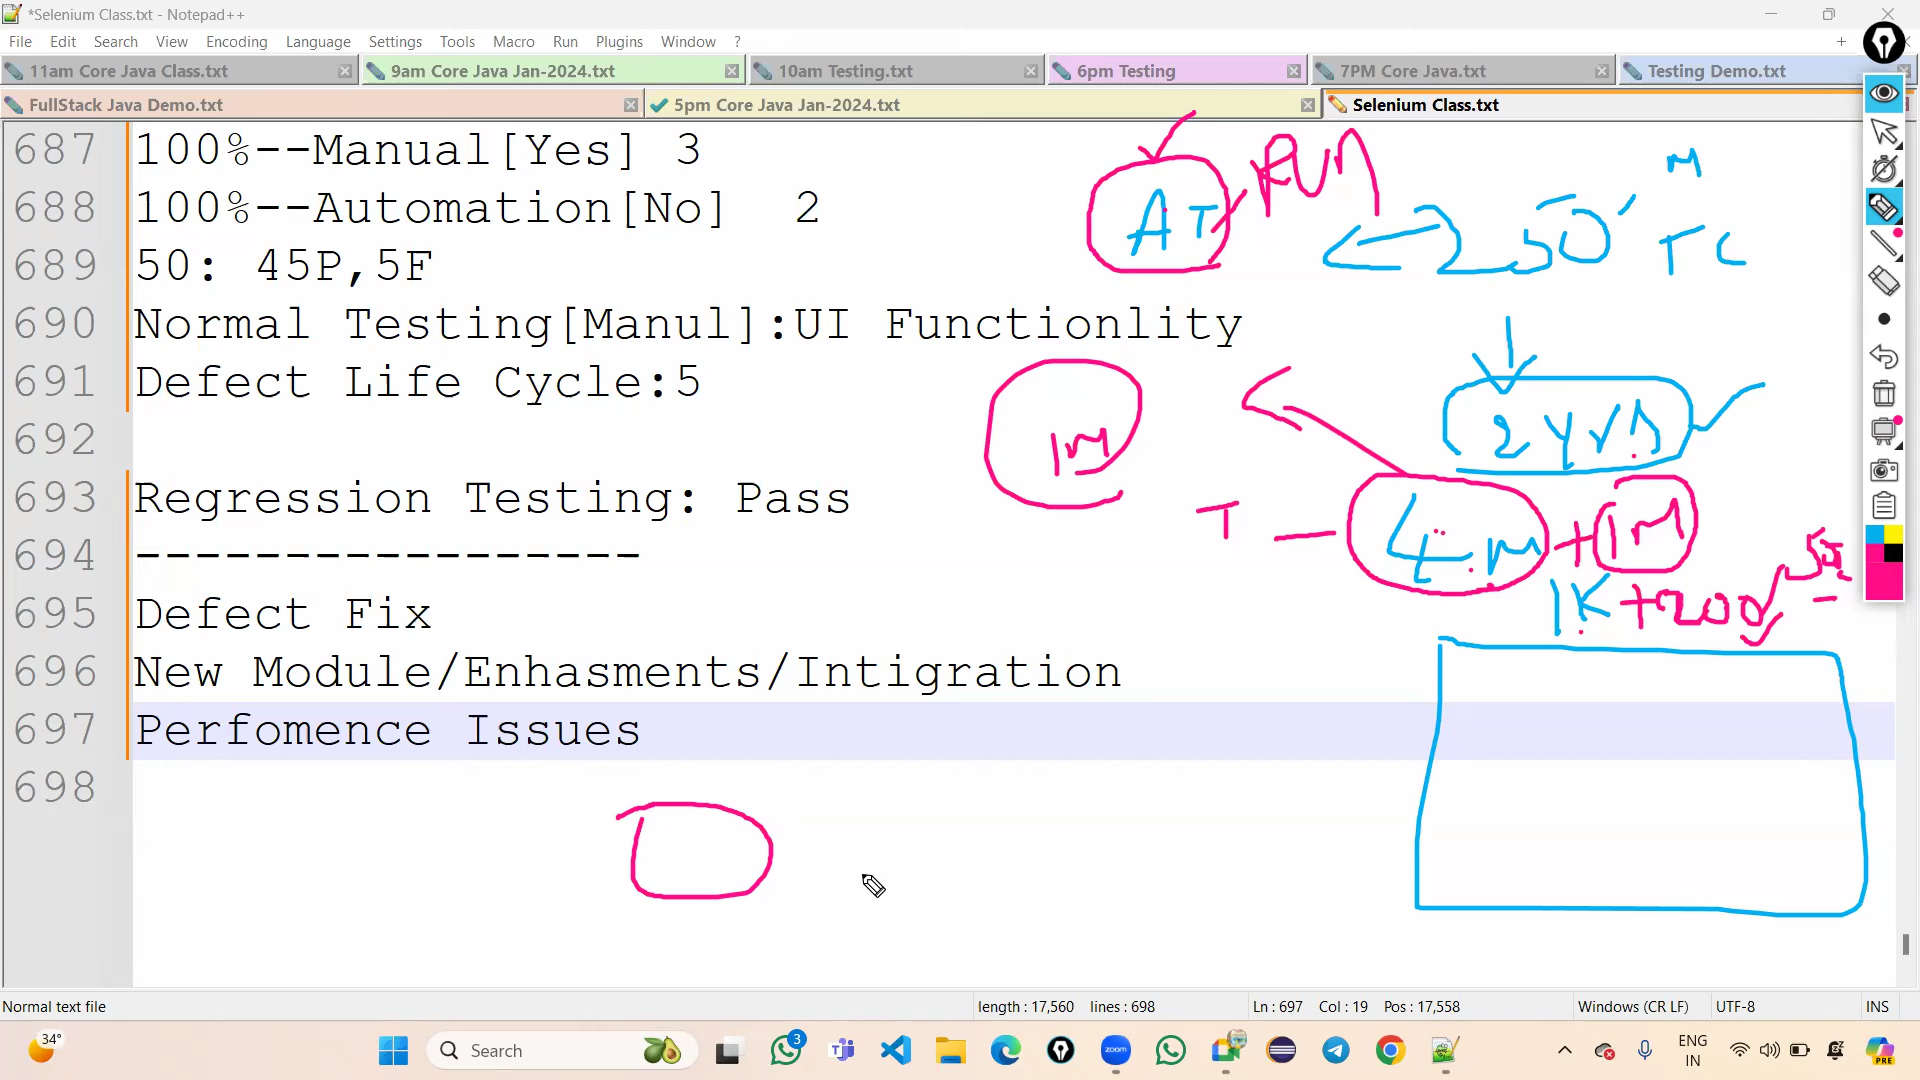 *Selenium Class.txt - Notepad++
File Edit Search View Encoding Language Settings Tools Macro Run Plugins Window ?
11am Core Java Class.txt 9am Core Java Jan-2024.txt 10am Testing.txt 6pm Testing 7PM Core Java.txt Testing Demo.txt
FullStack Java Demo.txt 5pm Core Java Jan-2024.txt Selenium Class.txt
687 100%--Manual[Yes] 3
688 100%--Automation[No] 2
689 50: 45P,5F
690 Normal Testing[Manul]:UI Functionlity
691 Defect Life Cycle:5
692
693 Regression Testing: Pass
694 -----------------
695 Defect Fix
696 New Module/Enhasments/Intigration
697 Perfomence Issues
698
AT RUN
M
50 TC
2 yrs
1M
T - 4m + 1M
1K +200
Normal text file length : 17,560 lines : 698 Ln : 697 Col : 19 Pos : 17,558 Windows (CR LF) UTF-8 INS
34° Search 3 zoom ENG
IN
PRE